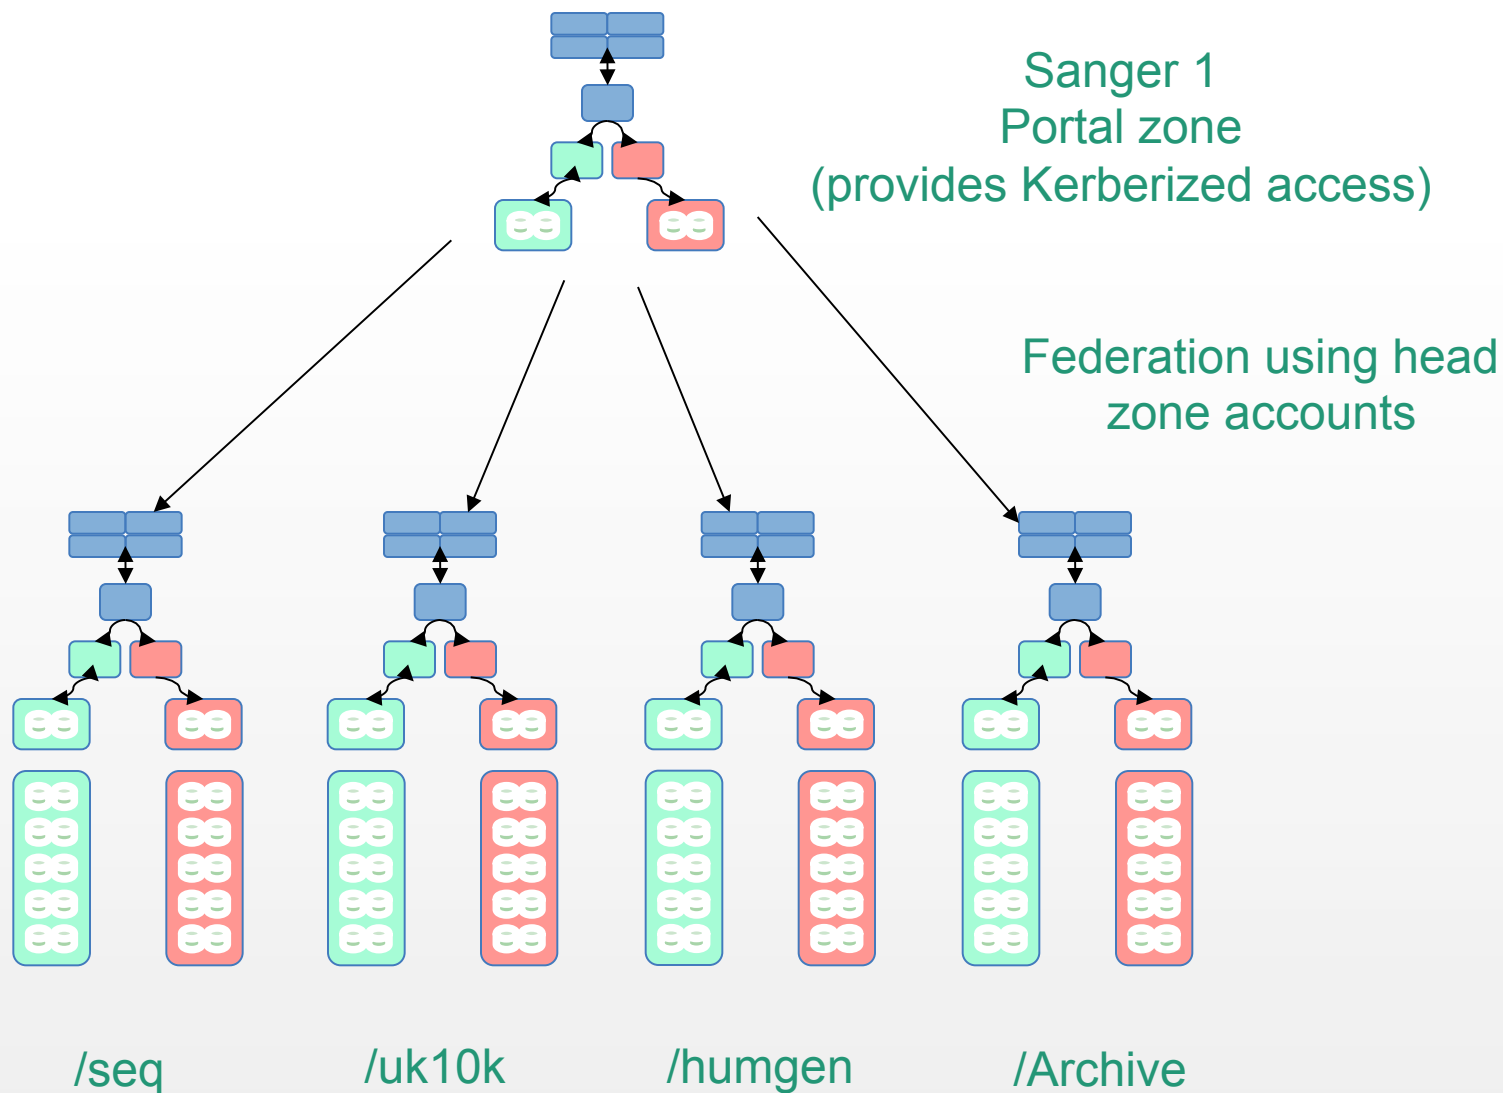 Sanger 1
Portal zone
(provides Kerberized access)
Federation using head
zone accounts
/seq
/uk10k
/humgen
/Archive